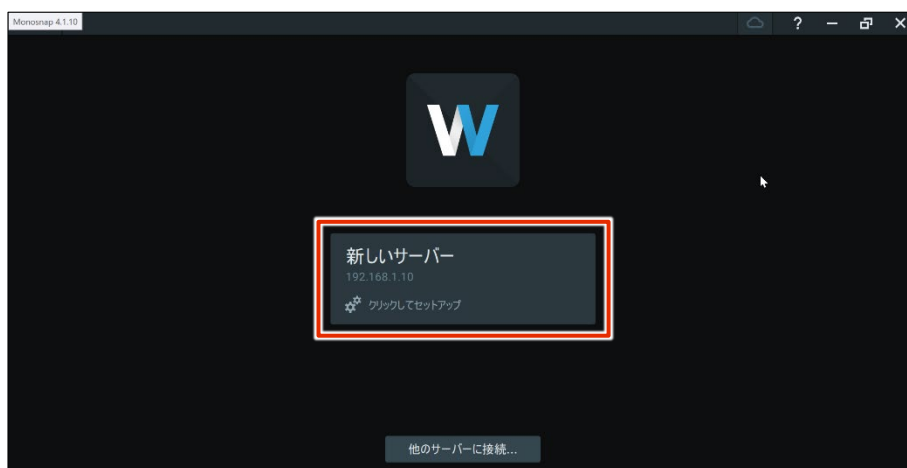 Monosnap 4.1.10
?
新しいサーバー
192.168.1.10
クリックしてセットアップ
他のサーバーに接続...